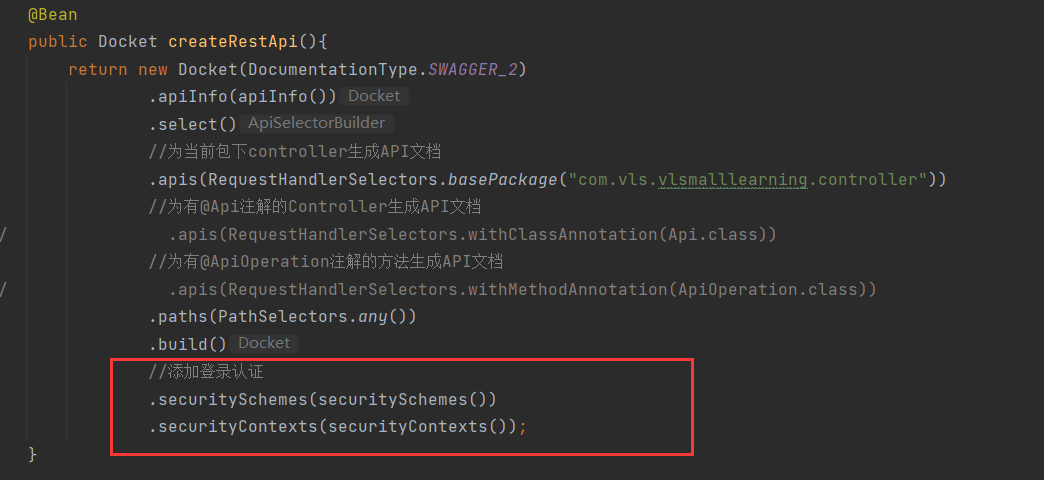 @Bean
public Docket createRestApi(){
return new Docket(DocumentationType.SWAGGER_2)
.apiInfo(apiInfo()) Docket
.select() ApiSelectorBuilder
//为当前包下controller生成API文档
.apis(RequestHandlerSelectors.basePackage("com.vls.vlsmalllearning.controller"))
//为有@Api注解的Controller生成API文档
/ .apis(RequestHandlerSelectors.withClassAnnotation(Api.class))
//为有@ApiOperation注解的方法生成API文档
/ .apis(RequestHandlerSelectors.withMethodAnnotation(ApiOperation.class))
.paths(PathSelectors.any())
.build() Docket
//添加登录认证
.securitySchemes(securitySchemes())
.securityContexts(securityContexts());
}